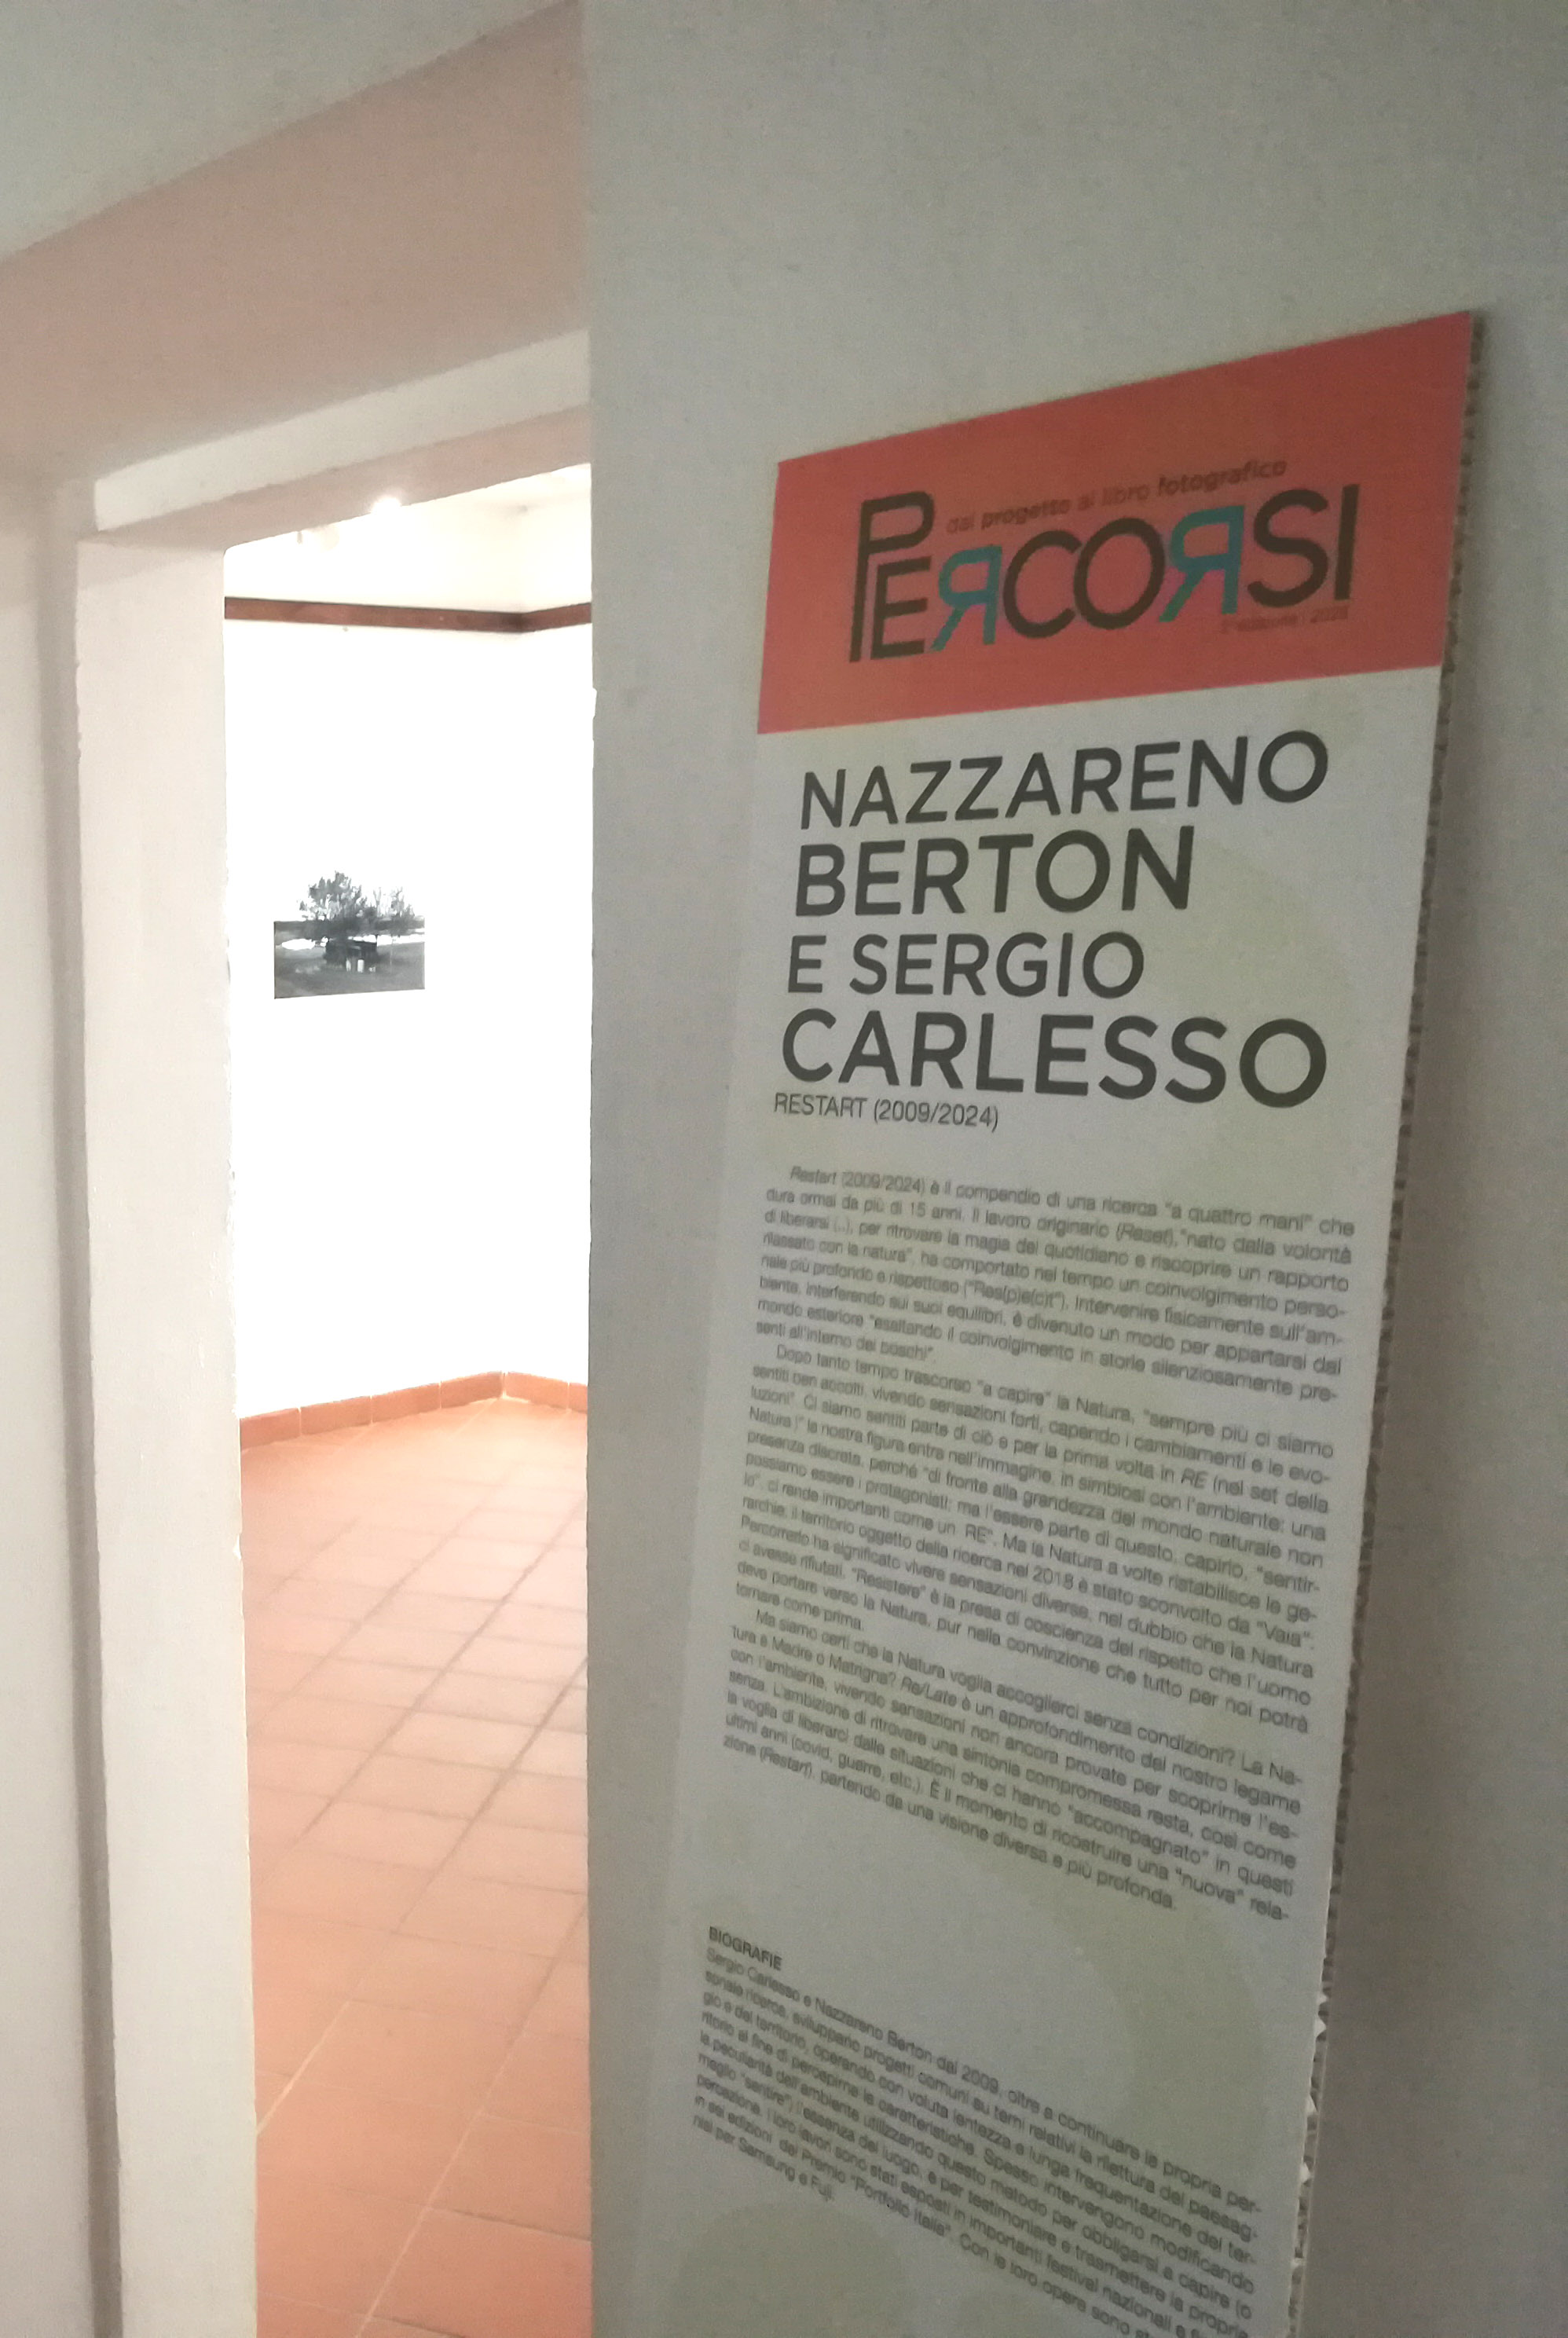 dal progetto al libro fotografico
PERCORSI
NAZZARENO
BERTON
E SERGIO
CARLESSO
RESTART (2009/2024)
Restart (2009/2024) è il compendio di una ricerca "a quattro mani" che
dura ormai da più di 15 anni. Il lavoro originario (Reset),"nato dalla volontà
di liberarsi (..), per ritrovare la magia del quotidiano e riscoprire un rapporto
rilassato con la natura", ha comportato nel tempo un coinvolgimento perso-
nale più profondo e rispettoso ("Res(p)e(c)t"). Intervenire fisicamente sull'am-
biente, interferendo sui suoi equilibri, è divenuto un modo per appartarsi dal
mondo esteriore "esaltando il coinvolgimento in storie silenziosamente pre-
senti all'interno dei boschi".
Dopo tanto tempo trascorso "a capire" la Natura, "sempre più ci siamo
sentiti ben accolti, vivendo sensazioni forti, capendo i cambiamenti e le evo-
luzioni". Ci siamo sentiti parte di ciò e per la prima volta in RE (nel set della
Natura )" la nostra figura entra nell'immagine, in simbiosi con l'ambiente; una
presenza discreta, perché "di fronte alla grandezza del mondo naturale non
possiamo essere i protagonisti; ma l'essere parte di questo, capirlo, "sentir-
lo", ci rende importanti come un RE". Ma la Natura a volte ristabilisce le ge-
rarchie, il territorio oggetto della ricerca nel 2018 è stato sconvolto da "Vaia".
Percorrerlo ha significato vivere sensazioni diverse, nel dubbio che la Natura
ci avesse rifiutati. "Resistere" è la presa di coscienza del rispetto che l'uomo
deve portare verso la Natura, pur nella convinzione che tutto per noi potrà
tornare come prima.
Ma siamo certi che la Natura voglia accoglierci senza condizioni? La Na-
tura è Madre o Matrigna? Re/Late è un approfondimento del nostro legame
con l'ambiente, vivendo sensazioni non ancora provate per scoprirne l'es-
senza. L'ambizione di ritrovare una sintonia compromessa resta, così come
la voglia di liberarci dalle situazioni che ci hanno "accompagnato" in questi
ultimi anni (covid, guerre, etc.). È il momento di ricostruire una "nuova" rela-
zione (Restart), partendo da una visione diversa e più profonda.
BIOGRAFIE
Sergio Carlesso e Nazzareno Berton dal 2009, oltre a continuare la propria per-
sonale ricerca, sviluppano progetti comuni su temi relativi la rilettura del paesag-
gio e del territorio, operando con voluta lentezza e lunga frequentazione del ter-
ritorio al fine di percepirne le caratteristiche. Spesso intervengono modificando
la peculiarità dell'ambiente utilizzando questo metodo per obbligarsi a capire (o
meglio "sentire") l'essenza del luogo, e per testimoniare e trasmettere la propria
percezione. I loro lavori sono stati esposti in importanti festival nazionali e
in sei edizioni del Premio "Portfolio Italia". Con le loro opere sono
per Samsung e Fuji.